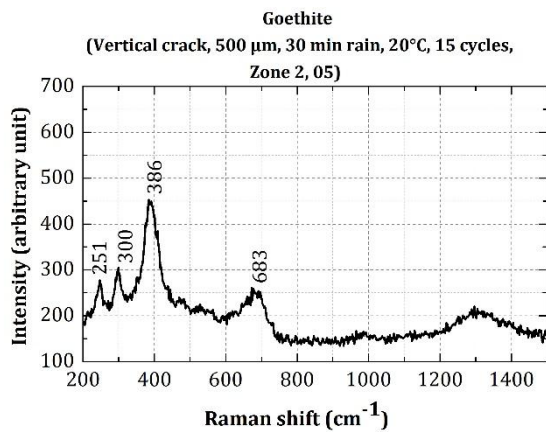 Goethite
(Vertical crack, 500 μm, 30 min rain, 20°C, 15 cycles,
Zone 2, 05)
Intensity (arbitrary unit)
700
600
500
400
300
200
100
251
300
386
683
200 400 600 800 1000 1200 1400
Raman shift (cm⁻¹)